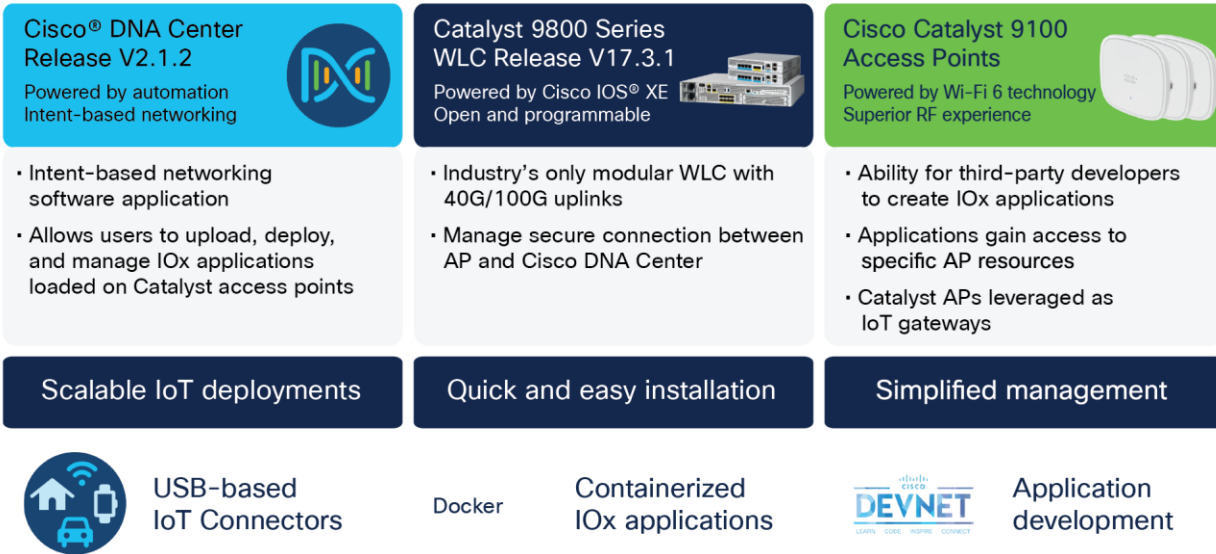 Cisco® DNA Center
Release V2.1.2
Powered by automation
Intent-based networking
· Intent-based networking
software application
· Allows users to upload, deploy,
and manage IOx applications
loaded on Catalyst access points
Scalable IoT deployments
Catalyst 9800 Series
WLC Release V17.3.1
Powered by Cisco IOS® XE
Open and programmable
· Industry's only modular WLC with
40G/100G uplinks
· Manage secure connection between
AP and Cisco DNA Center
Quick and easy installation
Cisco Catalyst 9100
Access Points
Powered by Wi-Fi 6 technology
Superior RF experience
· Ability for third-party developers
to create IOx applications
· Applications gain access to
specific AP resources
· Catalyst APs leveraged as
IoT gateways
Simplified management
USB-based
IoT Connectors
Docker
Containerized
IOx applications
CISCO
DEVNET
LEARN CODE INSPIRE CONNECT
Application
development